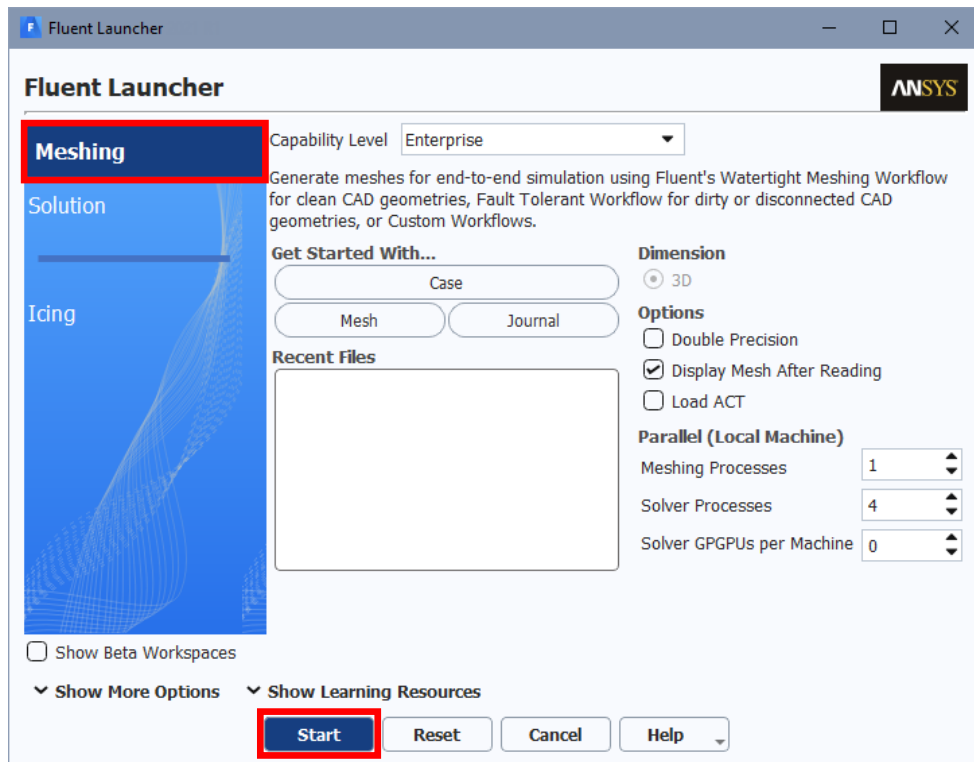 Fluent Launcher
Fluent Launcher
ANSYS
Meshing
Solution
Icing
Capability Level Enterprise
Generate meshes for end-to-end simulation using Fluent's Watertight Meshing Workflow
for clean CAD geometries, Fault Tolerant Workflow for dirty or disconnected CAD
geometries, or Custom Workflows.
Get Started With...
Case
Mesh Journal
Recent Files
Dimension
3D
Options
Double Precision
Display Mesh After Reading
Load ACT
Parallel (Local Machine)
Meshing Processes 1
Solver Processes 4
Solver GPGPUs per Machine 0
Show Beta Workspaces
Show More Options Show Learning Resources
Start Reset Cancel Help